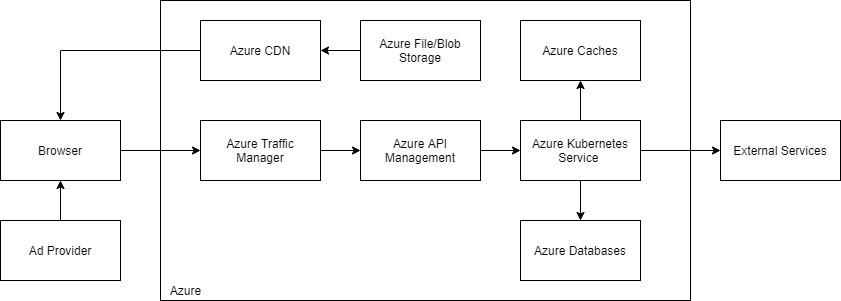 Azure CDN
Azure File/Blob
Storage
Azure Caches
Browser
Azure Traffic
Manager
Azure API
Management
Azure Kubernetes
Service
External Services
Ad Provider
Azure Databases
Azure